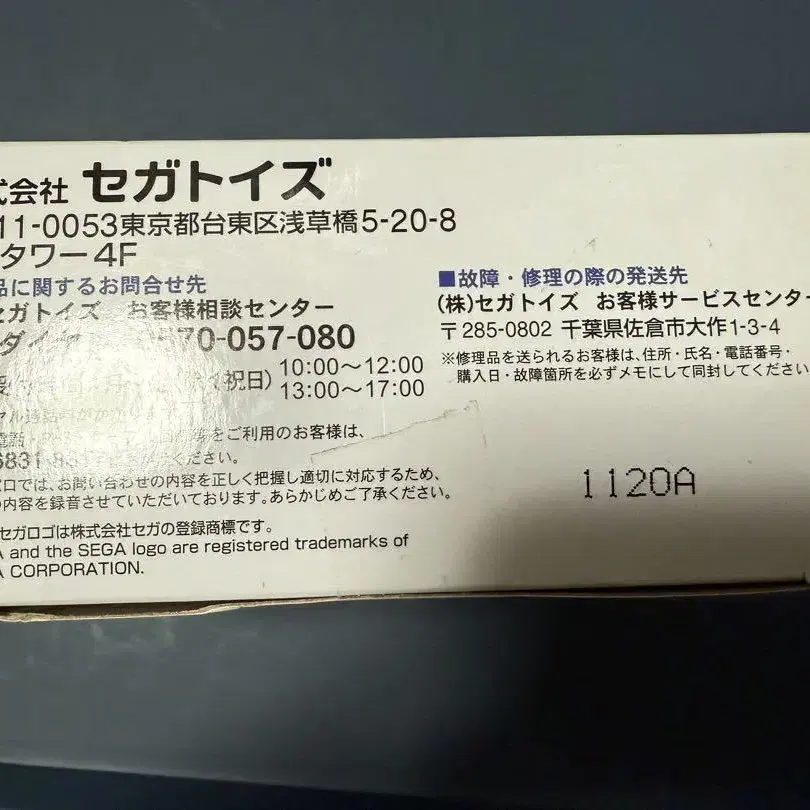 式会社 セガトイズ
11-0053東京都台東区浅草橋5-20-8
タワー4F
品に関するお問合せ先
セガトイズ お客様相談センター
ダイ 0570-057-080
祝日) 10:00〜12:00
13:00〜17:00
をご利用のお客様は、
6831-8 ください。
口では、お問い合わせの内容を正しく把握し適切に対応するため、
の内容を録音させていただいております。あらかじめご了承ください。
セガロゴは株式会社セガの登録商標です。
A and the SEGA logo are registered trademarks of
A CORPORATION.
■故障・修理の際の発送先
(株)セガトイズ お客様サービスセンター
〒285-0802 千葉県佐倉市大作1-3-4
※修理品を送られるお客様は、住所・氏名・電話番号・
購入日・故障箇所を必ずメモにして同封してください
1120A